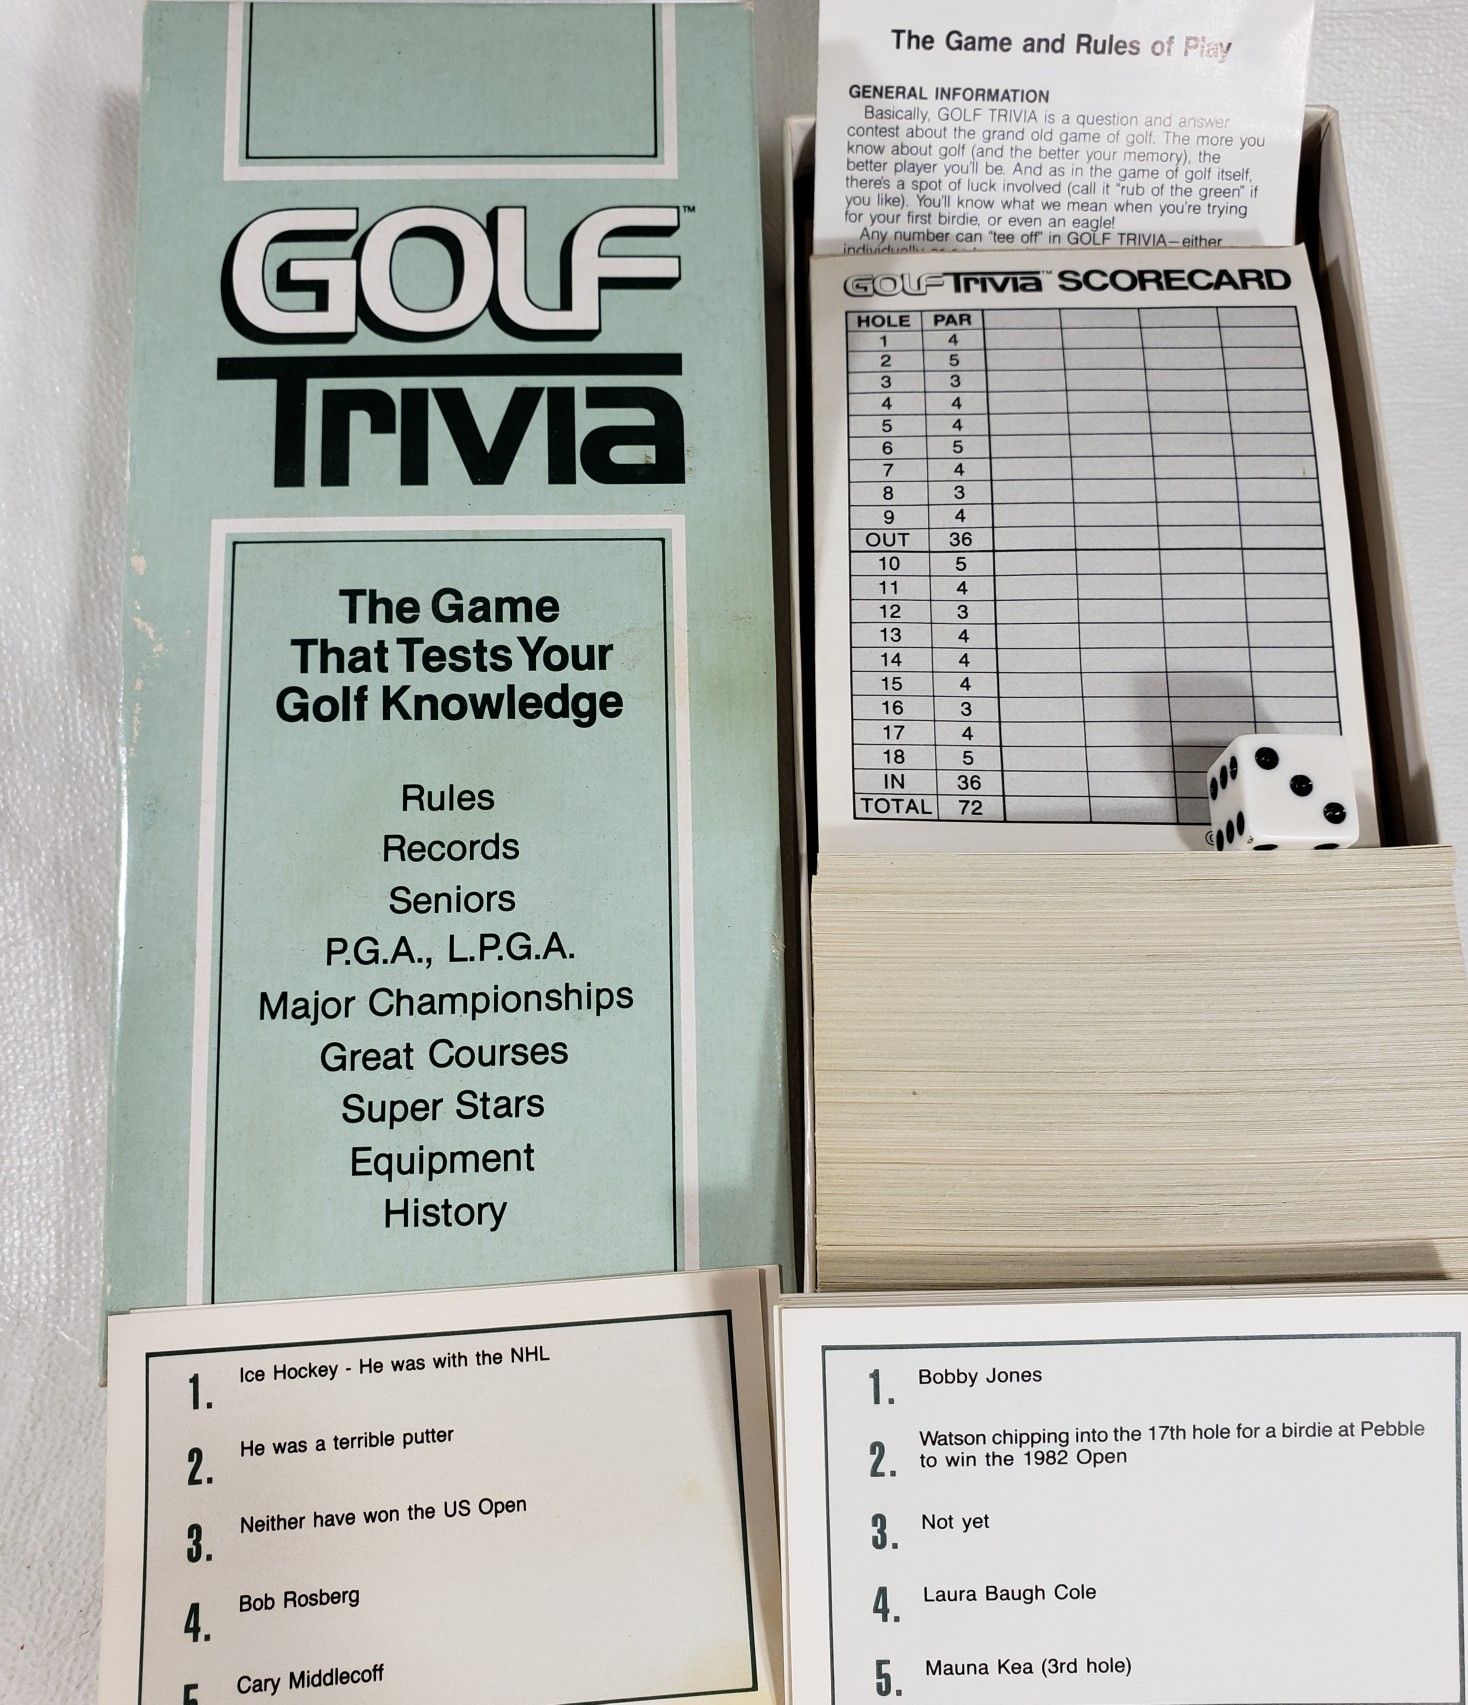 GOLF™
Trivia
The Game
That Tests Your
Golf Knowledge
Rules
Records
Seniors
P.G.A., L.P.G.A.
Major Championships
Great Courses
Super Stars
Equipment
History
The Game and Rules of Play
GENERAL INFORMATION
Basically, GOLF TRIVIA is a question and answer
contest about the grand old game of golf. The more you
know about golf (and the better your memory), the
better player you'll be. And as in the game of golf itself,
there's a spot of luck involved (call it "rub of the green" if
you like). You'll know what we mean when you're trying
for your first birdie, or even an eagle!
Any number can "tee off" in GOLF TRIVIA—either
individually or
GOLF Trivia™ SCORECARD
HOLE PAR
1 4
2 5
3 3
4 4
5 4
6 5
7 4
8 3
9 4
OUT 36
10 5
11 4
12 3
13 4
14 4
15 4
16 3
17 4
18 5
IN 36
TOTAL 72
©
1. Ice Hockey - He was with the NHL
2. He was a terrible putter
3. Neither have won the US Open
4. Bob Rosberg
5 Cary Middlecoff
1. Bobby Jones
2. Watson chipping into the 17th hole for a birdie at Pebble
to win the 1982 Open
3. Not yet
4. Laura Baugh Cole
5. Mauna Kea (3rd hole)